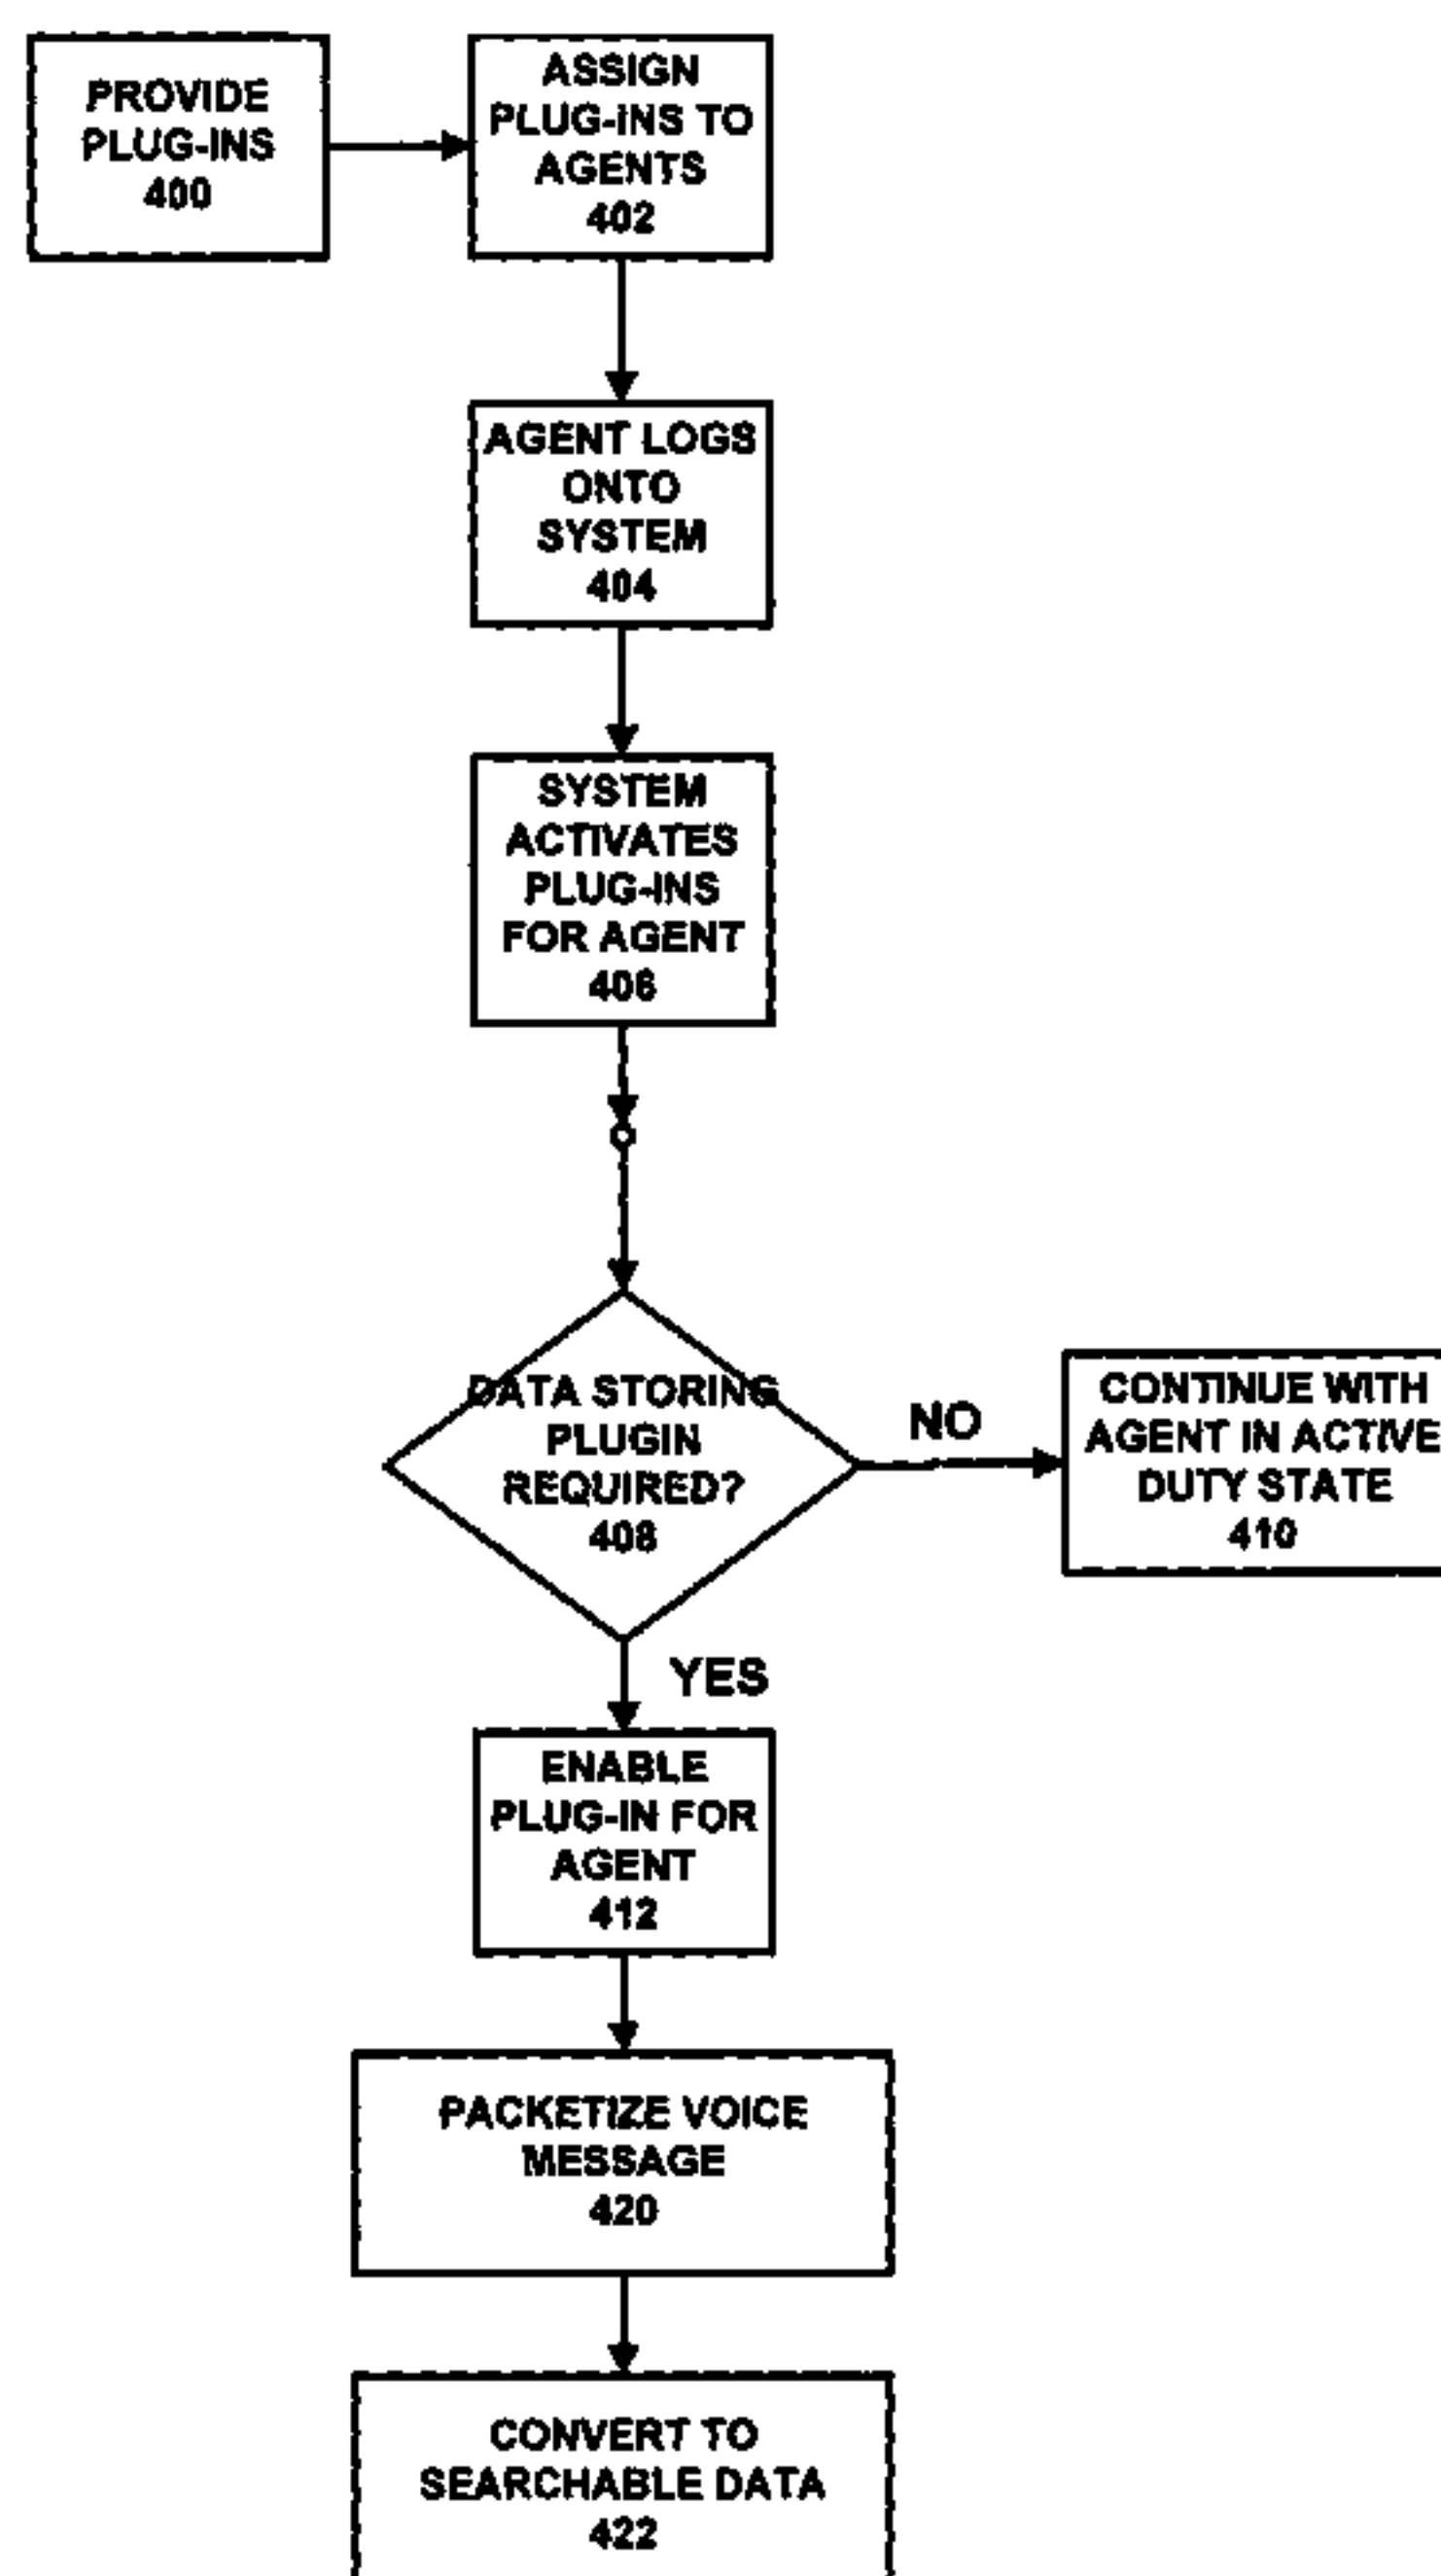 PROVIDE
PLUG-INS
400
ASSIGN
PLUG-INS TO
AGENTS
402
AGENT LOGS
ONTO
SYSTEM
404
SYSTEM
ACTIVATES
PLUG-INS
FOR AGENT
406
DATA STORING
PLUGIN
REQUIRED?
408
NO
CONTINUE WITH
AGENT IN ACTIVE
DUTY STATE
410
YES
ENABLE
PLUG-IN FOR
AGENT
412
PACKETIZE VOICE
MESSAGE
420
CONVERT TO
SEARCHABLE DATA
422